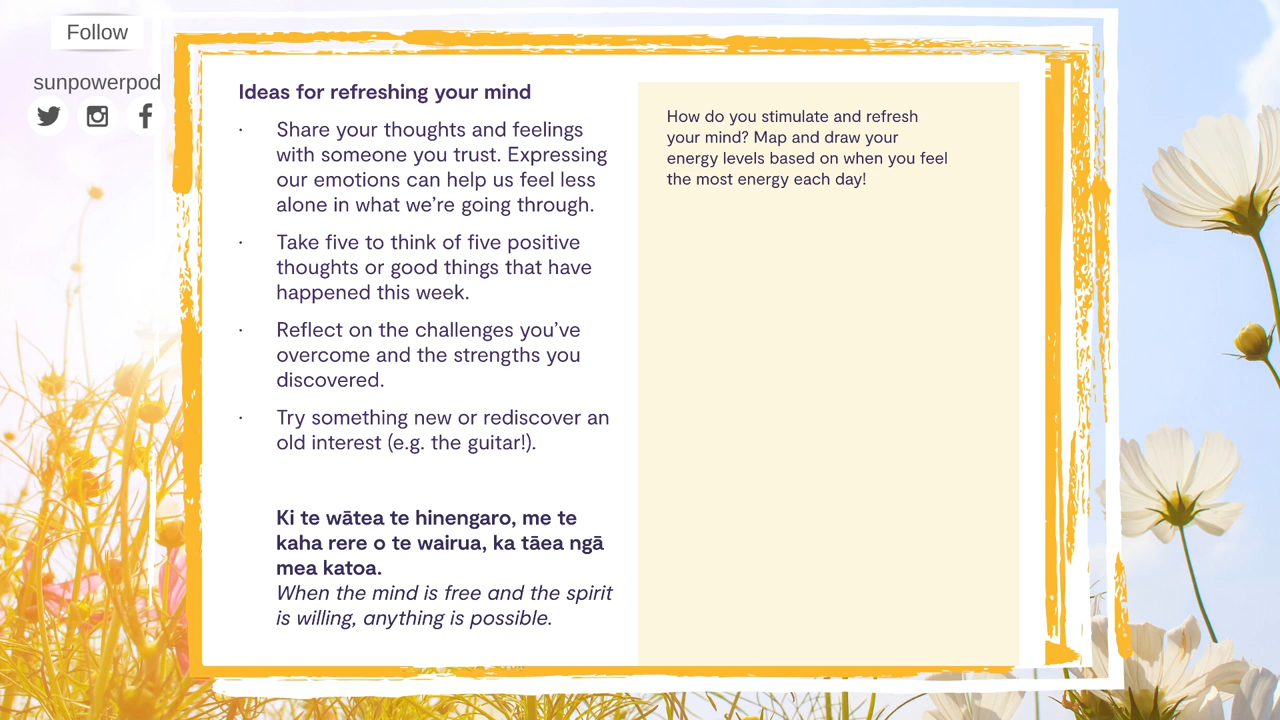 Follow
sunpowerpod
Ideas for refreshing your mind
· Share your thoughts and feelings
with someone you trust. Expressing
our emotions can help us feel less
alone in what we're going through.
· Take five to think of five positive
thoughts or good things that have
happened this week.
· Reflect on the challenges you've
overcome and the strengths you
discovered.
· Try something new or rediscover an
old interest (e.g. the guitar!).
Ki te wātea te hinengaro, me te
kaha rere o te wairua, ka tāea ngā
mea katoa.
When the mind is free and the spirit
is willing, anything is possible.
How do you stimulate and refresh
your mind? Map and draw your
energy levels based on when you feel
the most energy each day!